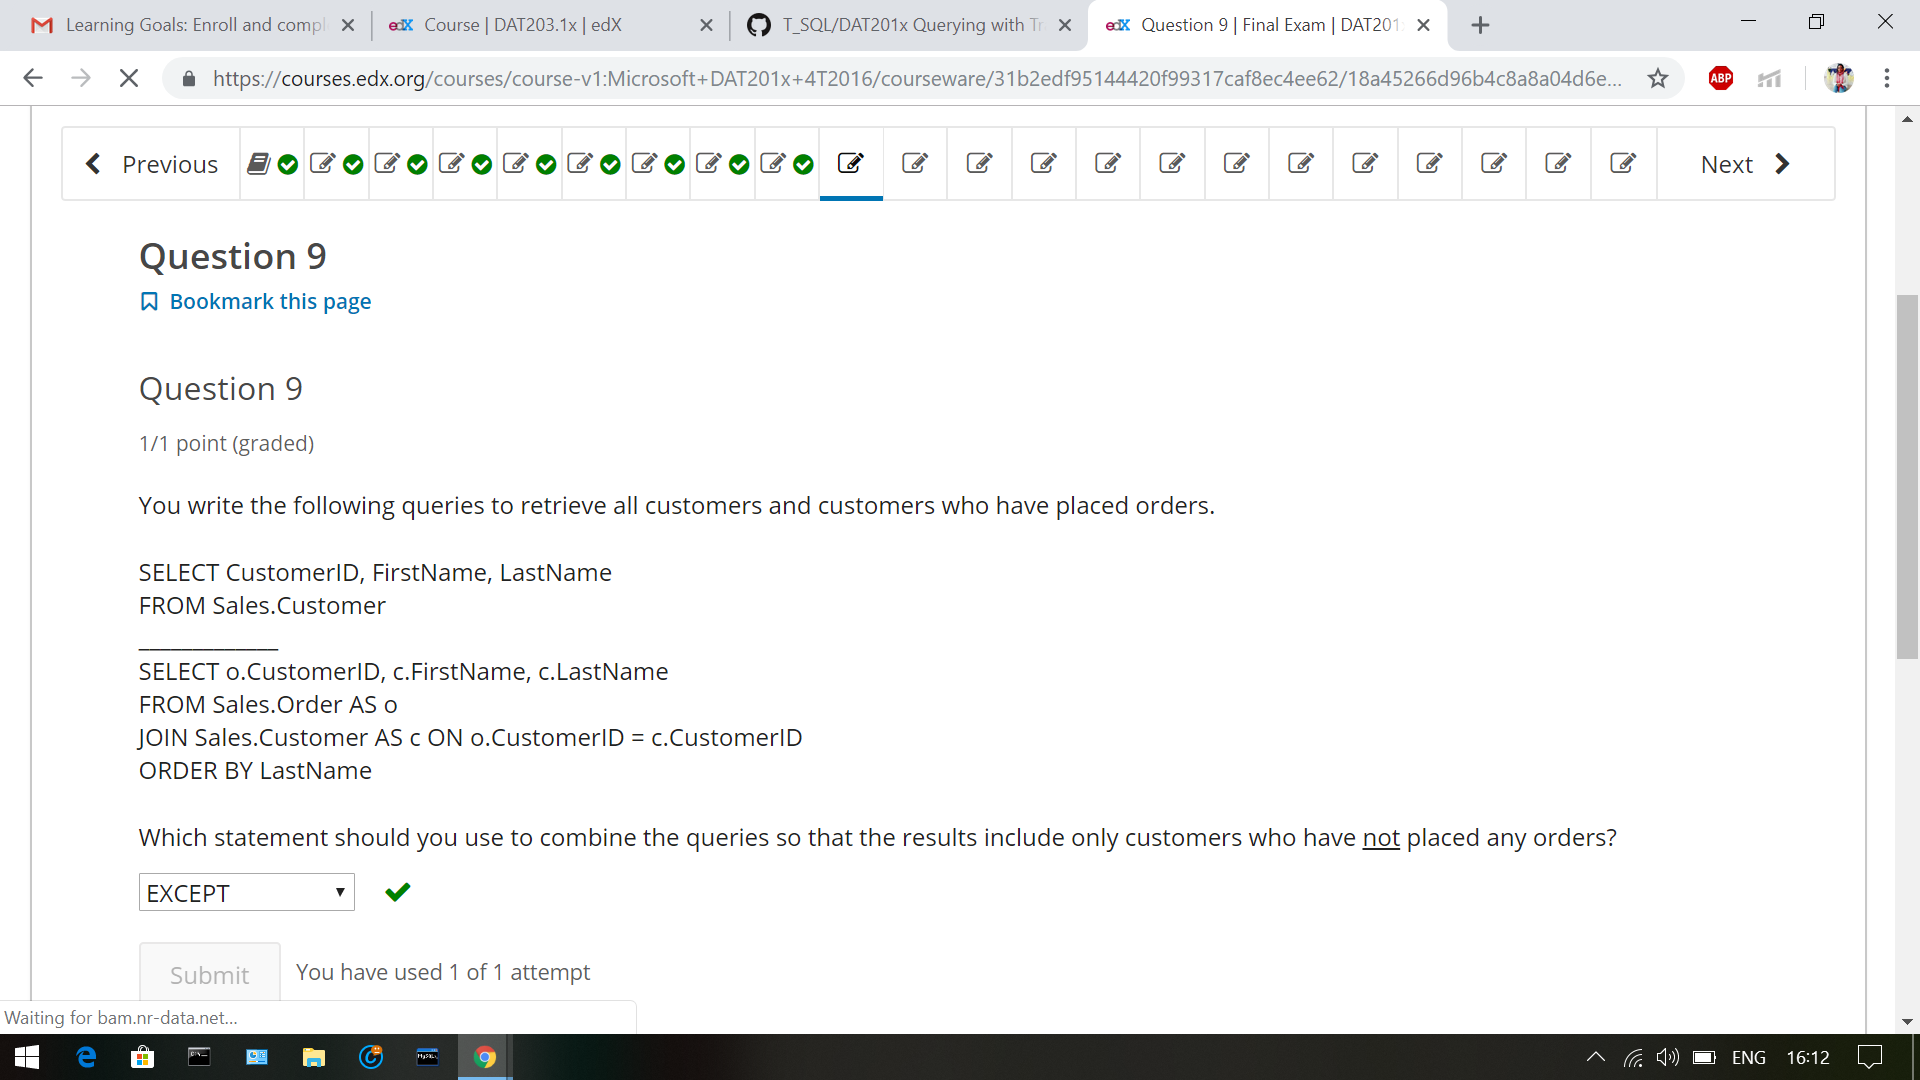 Learning Goals: Enroll and compl
Course | DAT203.1x | edX
T_SQL/DAT201x Querying with Tr
Question 9 | Final Exam | DAT201
https://courses.edx.org/courses/course-v1:Microsoft+DAT201x+4T2016/courseware/31b2edf95144420f99317caf8ec4ee62/18a45266d96b4c8a8a04d6e...
ABP
Previous
Next
Question 9
Bookmark this page
Question 9
1/1 point (graded)
You write the following queries to retrieve all customers and customers who have placed orders.
SELECT CustomerID, FirstName, LastName
FROM Sales.Customer
_____________
SELECT o.CustomerID, c.FirstName, c.LastName
FROM Sales.Order AS o
JOIN Sales.Customer AS c ON o.CustomerID = c.CustomerID
ORDER BY LastName
Which statement should you use to combine the queries so that the results include only customers who have not placed any orders?
EXCEPT
Submit
You have used 1 of 1 attempt
Waiting for bam.nr-data.net...
ENG
16:12